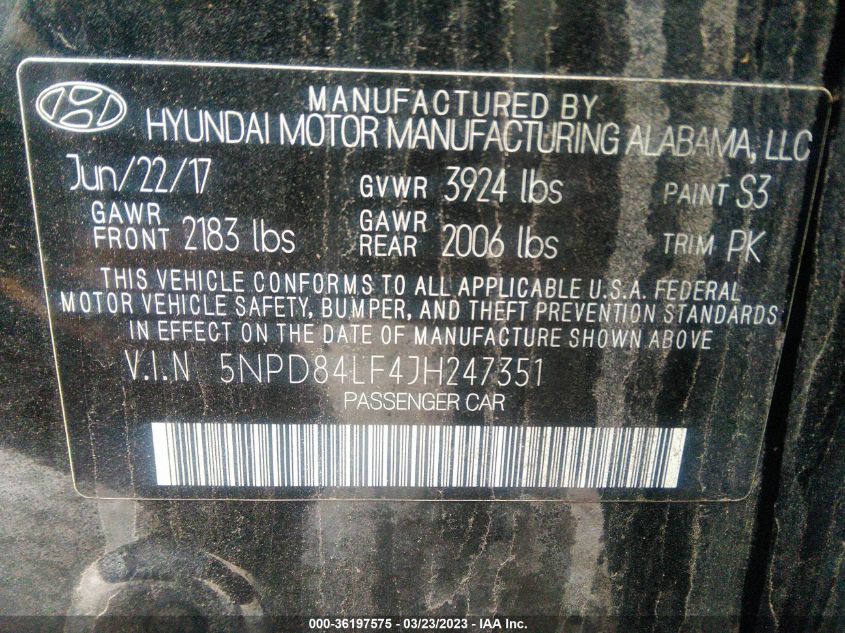 MANUFACTURED BY
HYUNDAI MOTOR MANUFACTURING ALABAMA, LLC
Jun/22/17 GVWR 3924 lbs PAINT S3
GAWR FRONT 2183 lbs GAWR REAR 2006 lbs TRIM PK
THIS VEHICLE CONFORMS TO ALL APPLICABLE U.S.A. FEDERAL
MOTOR VEHICLE SAFETY, BUMPER, AND THEFT PREVENTION STANDARDS
IN EFFECT ON THE DATE OF MANUFACTURE SHOWN ABOVE
V.I.N 5NPD84LF4JH247351
PASSENGER CAR
000-36197575 - 03/23/2023 - IAA Inc.